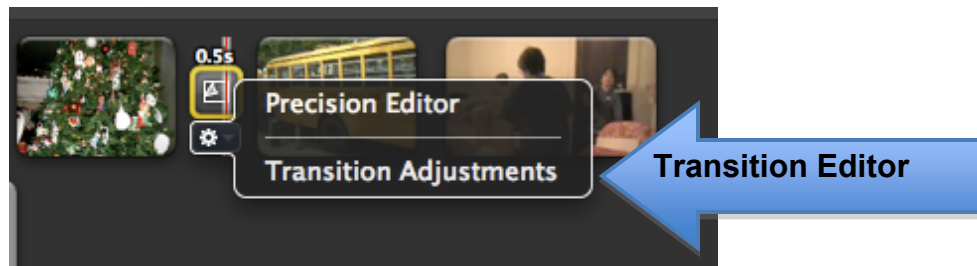 0.5s
Precision Editor
Transition Adjustments
Transition Editor